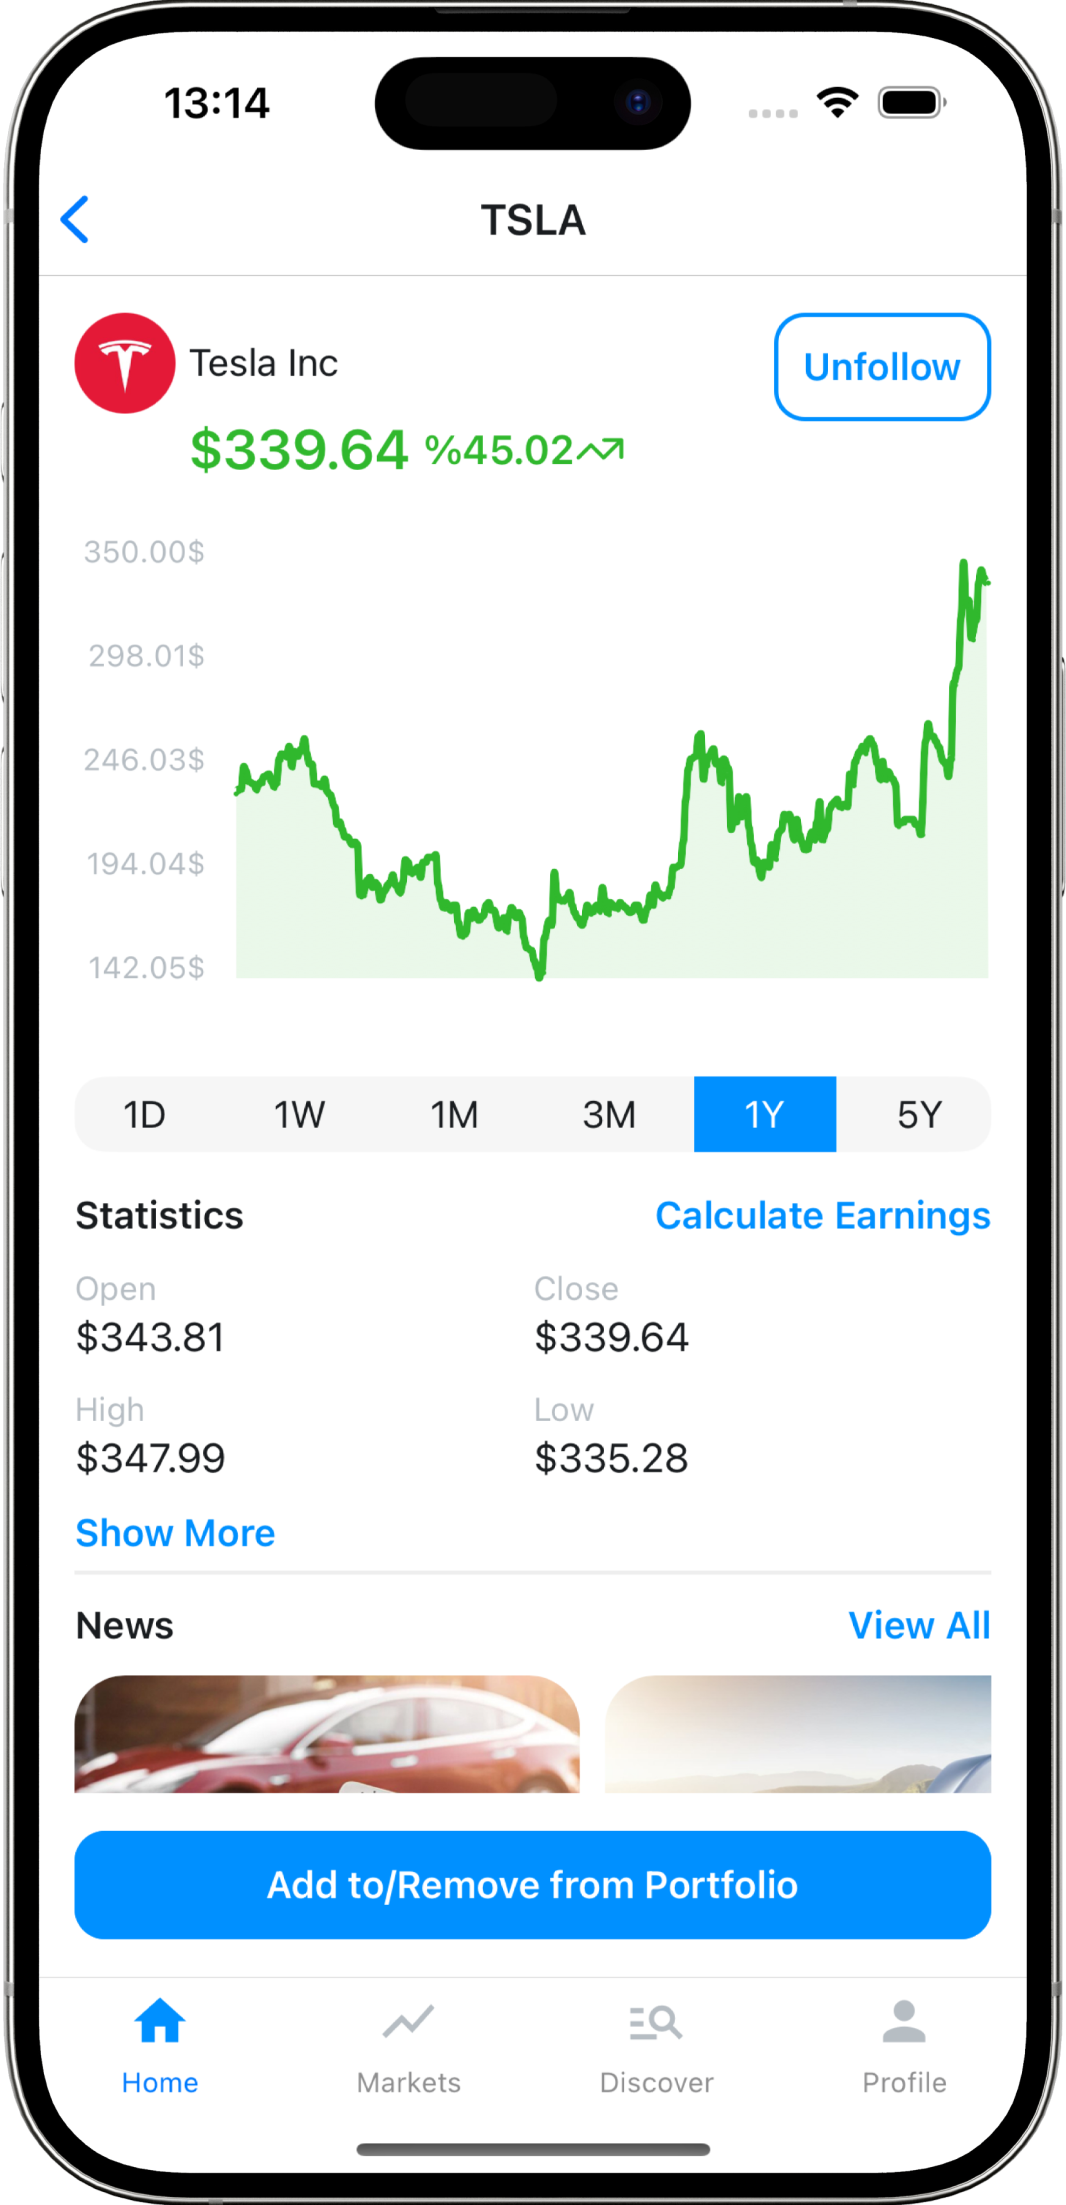 13:14
TSLA
Tesla Inc
Unfollow
$339.64 %45.02
350.00$
298.01$
246.03$
194.04$
142.05$
1D 1W 1M 3M 1Y 5Y
Statistics Calculate Earnings
Open Close
$343.81 $339.64
High Low
$347.99 $335.28
Show More
News View All
Add to/Remove from Portfolio
Home Markets Discover Profile